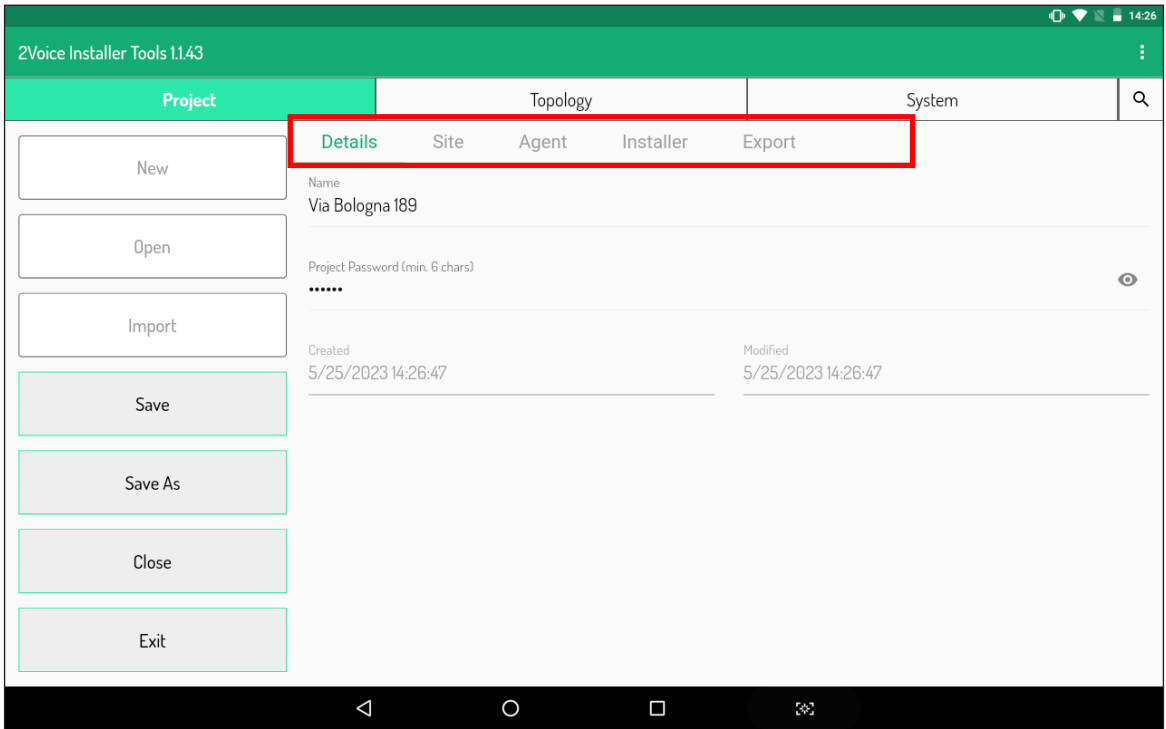 14:26
2Voice Installer Tools 1.1.43
Project Topology System
Details Site Agent Installer Export
New
Name
Via Bologna 189
Open
Project Password (min. 6 chars)
••••••
Import
Created Modified
5/25/2023 14:26:47 5/25/2023 14:26:47
Save
Save As
Close
Exit